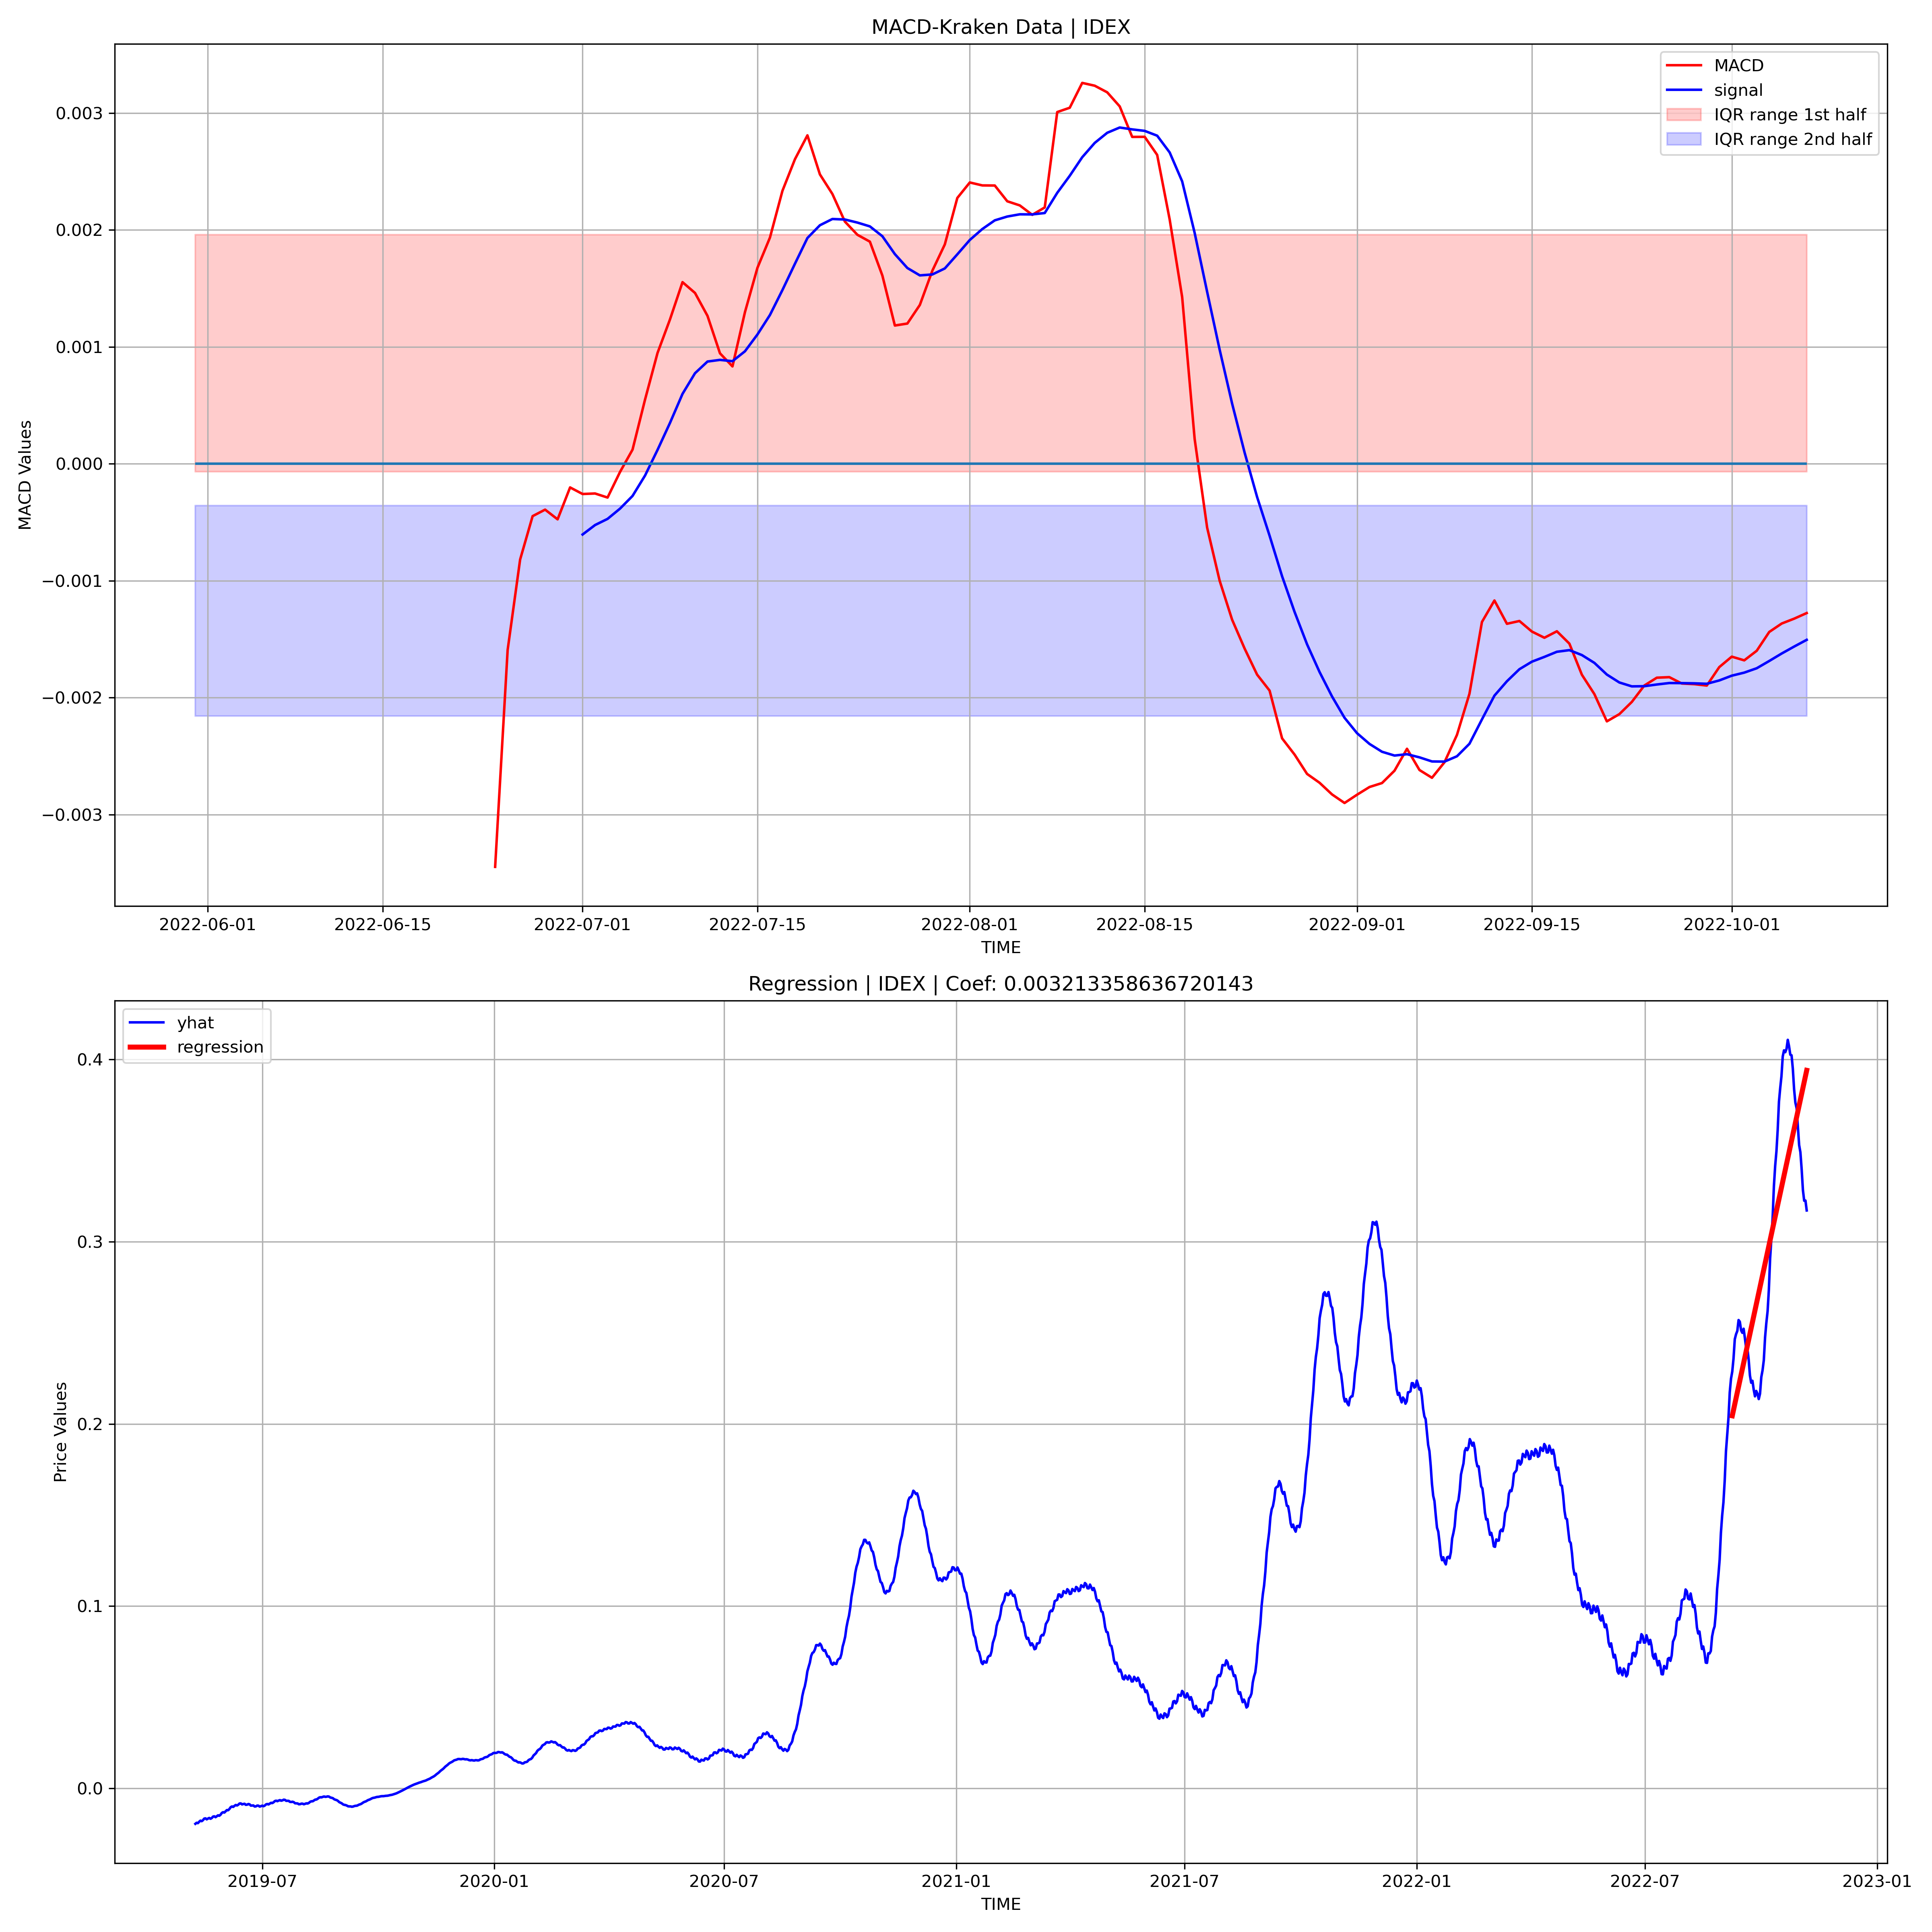 MACD-Kraken Data | IDEX
MACD
signal
IQR range 1st half
IQR range 2nd half
0.003
0.002
0.001
0.000
−0.001
−0.002
−0.003
MACD Values
2022-06-01 2022-06-15 2022-07-01 2022-07-15 2022-08-01 2022-08-15 2022-09-01 2022-09-15 2022-10-01
TIME
Regression | IDEX | Coef: 0.003213358636720143
yhat
regression
0.4
0.3
0.2
0.1
0.0
Price Values
2019-07 2020-01 2020-07 2021-01 2021-07 2022-01 2022-07 2023-01
TIME